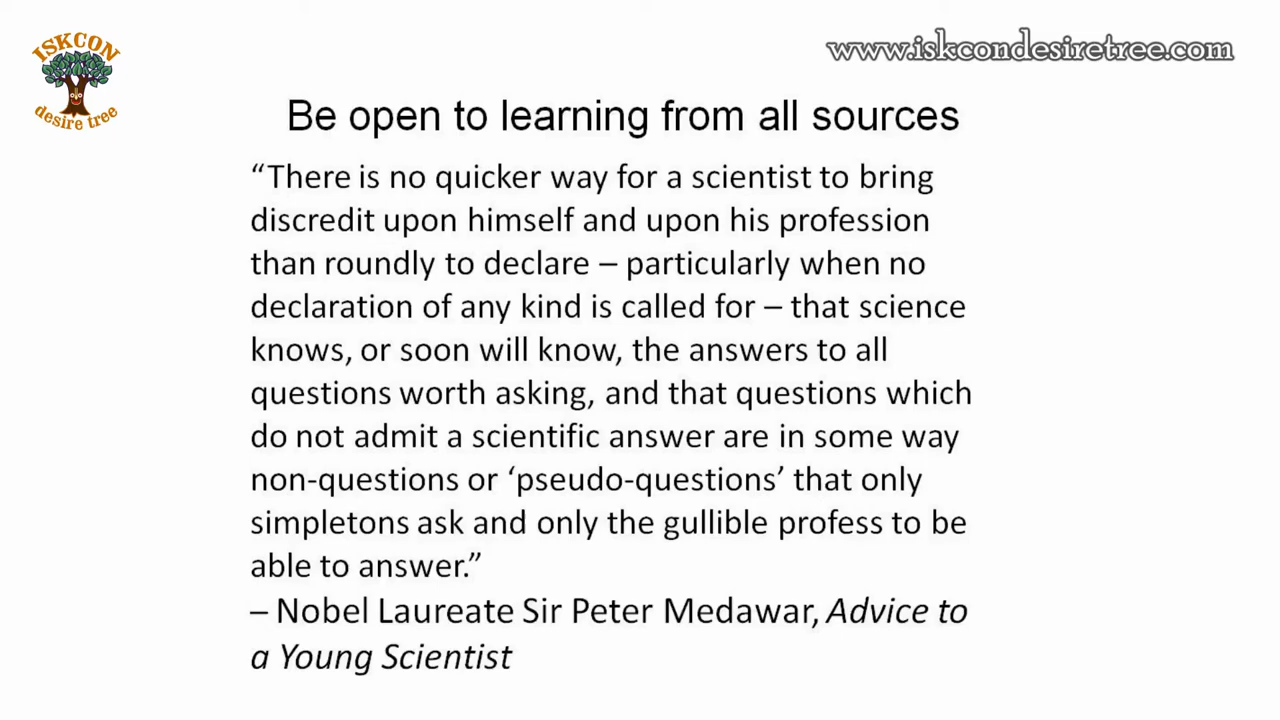 ISKCON
desire tree
www.iskcondesiretree.com
Be open to learning from all sources
“There is no quicker way for a scientist to bring
discredit upon himself and upon his profession
than roundly to declare – particularly when no
declaration of any kind is called for – that science
knows, or soon will know, the answers to all
questions worth asking, and that questions which
do not admit a scientific answer are in some way
non-questions or ‘pseudo-questions’ that only
simpletons ask and only the gullible profess to be
able to answer.”
– Nobel Laureate Sir Peter Medawar, Advice to
a Young Scientist